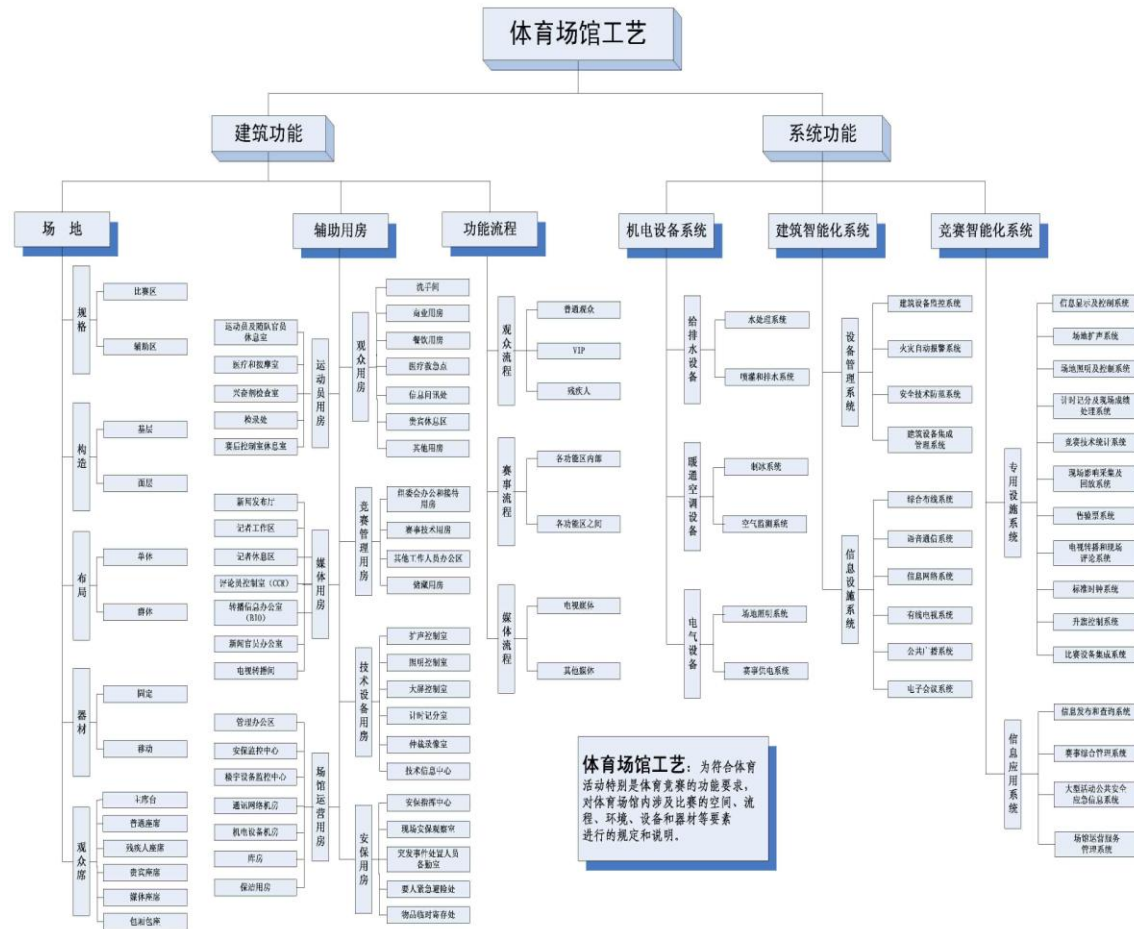 体育场馆工艺
建筑功能
系统功能
场 地
辅助用房
功能流程
机电设备系统
建筑智能化系统
竞赛智能化系统
规格
比赛区
辅助区
构造
基层
面层
布局
单体
群体
器材
固定
移动
观众席
主席台
普通座席
残疾人座席
贵宾座席
媒体座席
包厢包座
运动员用房
运动员及随队官员
休息室
医疗和按摩室
兴奋剂检查室
检录处
赛后控制室休息室
媒体用房
新闻发布厅
记者工作区
记者休息区
评论员控制室（CCR）
转播信息办公室
（BIO）
新闻官员办公室
电视转播间
场馆运营用房
管理办公区
安保监控中心
楼宇设备监控中心
通讯网络机房
机电设备机房
库房
保洁用房
观众用房
洗手间
商业用房
餐饮用房
医疗救急点
信息问讯处
贵宾休息区
其他用房
竞赛管理用房
组委会办公和接待
用房
赛事技术用房
其他工作人员办公区
储藏用房
技术设备用房
扩声控制室
照明控制室
大屏控制室
计时记分室
仲裁录像室
技术信息中心
安保用房
安保指挥中心
现场安保观察室
突发事件处置人员
备勤室
要人紧急避险处
物品临时寄存处
观众流程
普通观众
VIP
残疾人
赛事流程
各功能区内部
各功能区之间
媒体流程
电视媒体
其他媒体
给排水设备
水处理系统
喷灌和排水系统
暖通空调设备
制冰系统
空气监测系统
电气设备
场地照明系统
赛事供电系统
设备管理系统
建筑设备监控系统
火灾自动报警系统
安全技术防范系统
建筑设备集成
管理系统
信息设施系统
综合布线系统
语音通信系统
信息网络系统
有线电视系统
公共广播系统
电子会议系统
专用设施系统
信息显示及控制系统
场地扩声系统
场地照明及控制系统
计时记分及现场成绩
处理系统
竞赛技术统计系统
现场影响采集及
回放系统
售验票系统
电视转播和现场
评论系统
标准时钟系统
升旗控制系统
比赛设备集成系统
信息应用系统
信息发布和查询系统
赛事综合管理系统
大型活动公共安全
应急信息系统
场馆运营服务
管理系统
体育场馆工艺：为符合体育
活动特别是体育竞赛的功能要求，
对体育场馆内涉及比赛的空间、流
程、环境、设备和器材等要素
进行的规定和说明。